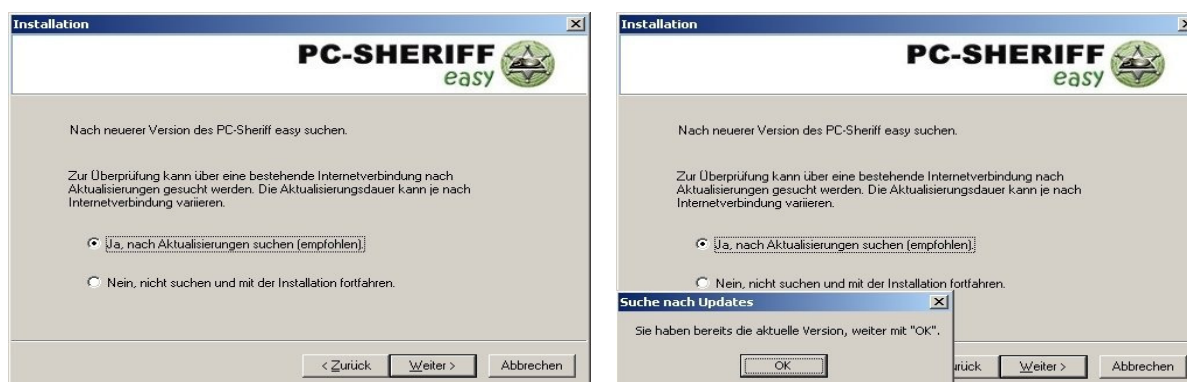 Installation
PC-SHERIFF
easy
Nach neuerer Version des PC-Sheriff easy suchen.
Zur Überprüfung kann über eine bestehende Internetverbindung nach
Aktualisierungen gesucht werden. Die Aktualisierungsdauer kann je nach
Internetverbindung variieren.
Ja, nach Aktualisierungen suchen (empfohlen).
Nein, nicht suchen und mit der Installation fortfahren.
< Zurück Weiter > Abbrechen
Installation
PC-SHERIFF
easy
Nach neuerer Version des PC-Sheriff easy suchen.
Zur Überprüfung kann über eine bestehende Internetverbindung nach
Aktualisierungen gesucht werden. Die Aktualisierungsdauer kann je nach
Internetverbindung variieren.
Ja, nach Aktualisierungen suchen (empfohlen).
Nein, nicht suchen und mit der Installation fortfahren.
Suche nach Updates
Sie haben bereits die aktuelle Version, weiter mit "OK".
OK
rück Weiter > Abbrechen